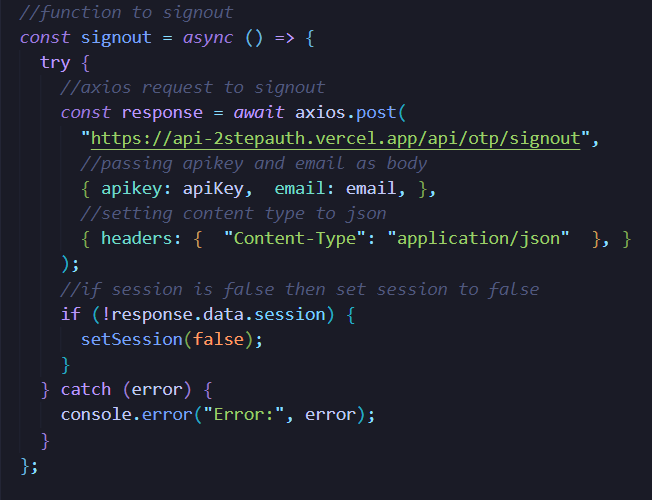 //function to signout
const signout = async () => {
try {
//axios request to signout
const response = await axios.post(
"https://api-2stepauth.vercel.app/api/otp/signout",
//passing apikey and email as body
{ apikey: apiKey,  email: email, },
//setting content type to json
{ headers: {  "Content-Type": "application/json"  }, }
);
//if session is false then set session to false
if (!response.data.session) {
setSession(false);
}
} catch (error) {
console.error("Error:", error);
}
};